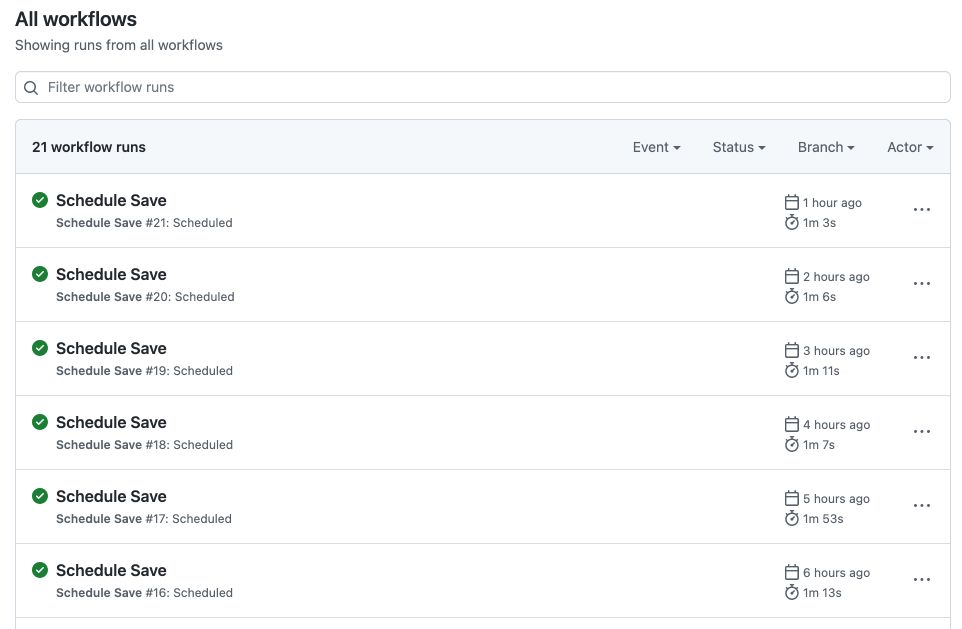 All workflows
Showing runs from all workflows
Filter workflow runs
21 workflow runs Event Status Branch Actor
Schedule Save
Schedule Save #21: Scheduled
1 hour ago
1m 3s
Schedule Save
Schedule Save #20: Scheduled
2 hours ago
1m 6s
Schedule Save
Schedule Save #19: Scheduled
3 hours ago
1m 11s
Schedule Save
Schedule Save #18: Scheduled
4 hours ago
1m 7s
Schedule Save
Schedule Save #17: Scheduled
5 hours ago
1m 53s
Schedule Save
Schedule Save #16: Scheduled
6 hours ago
1m 13s